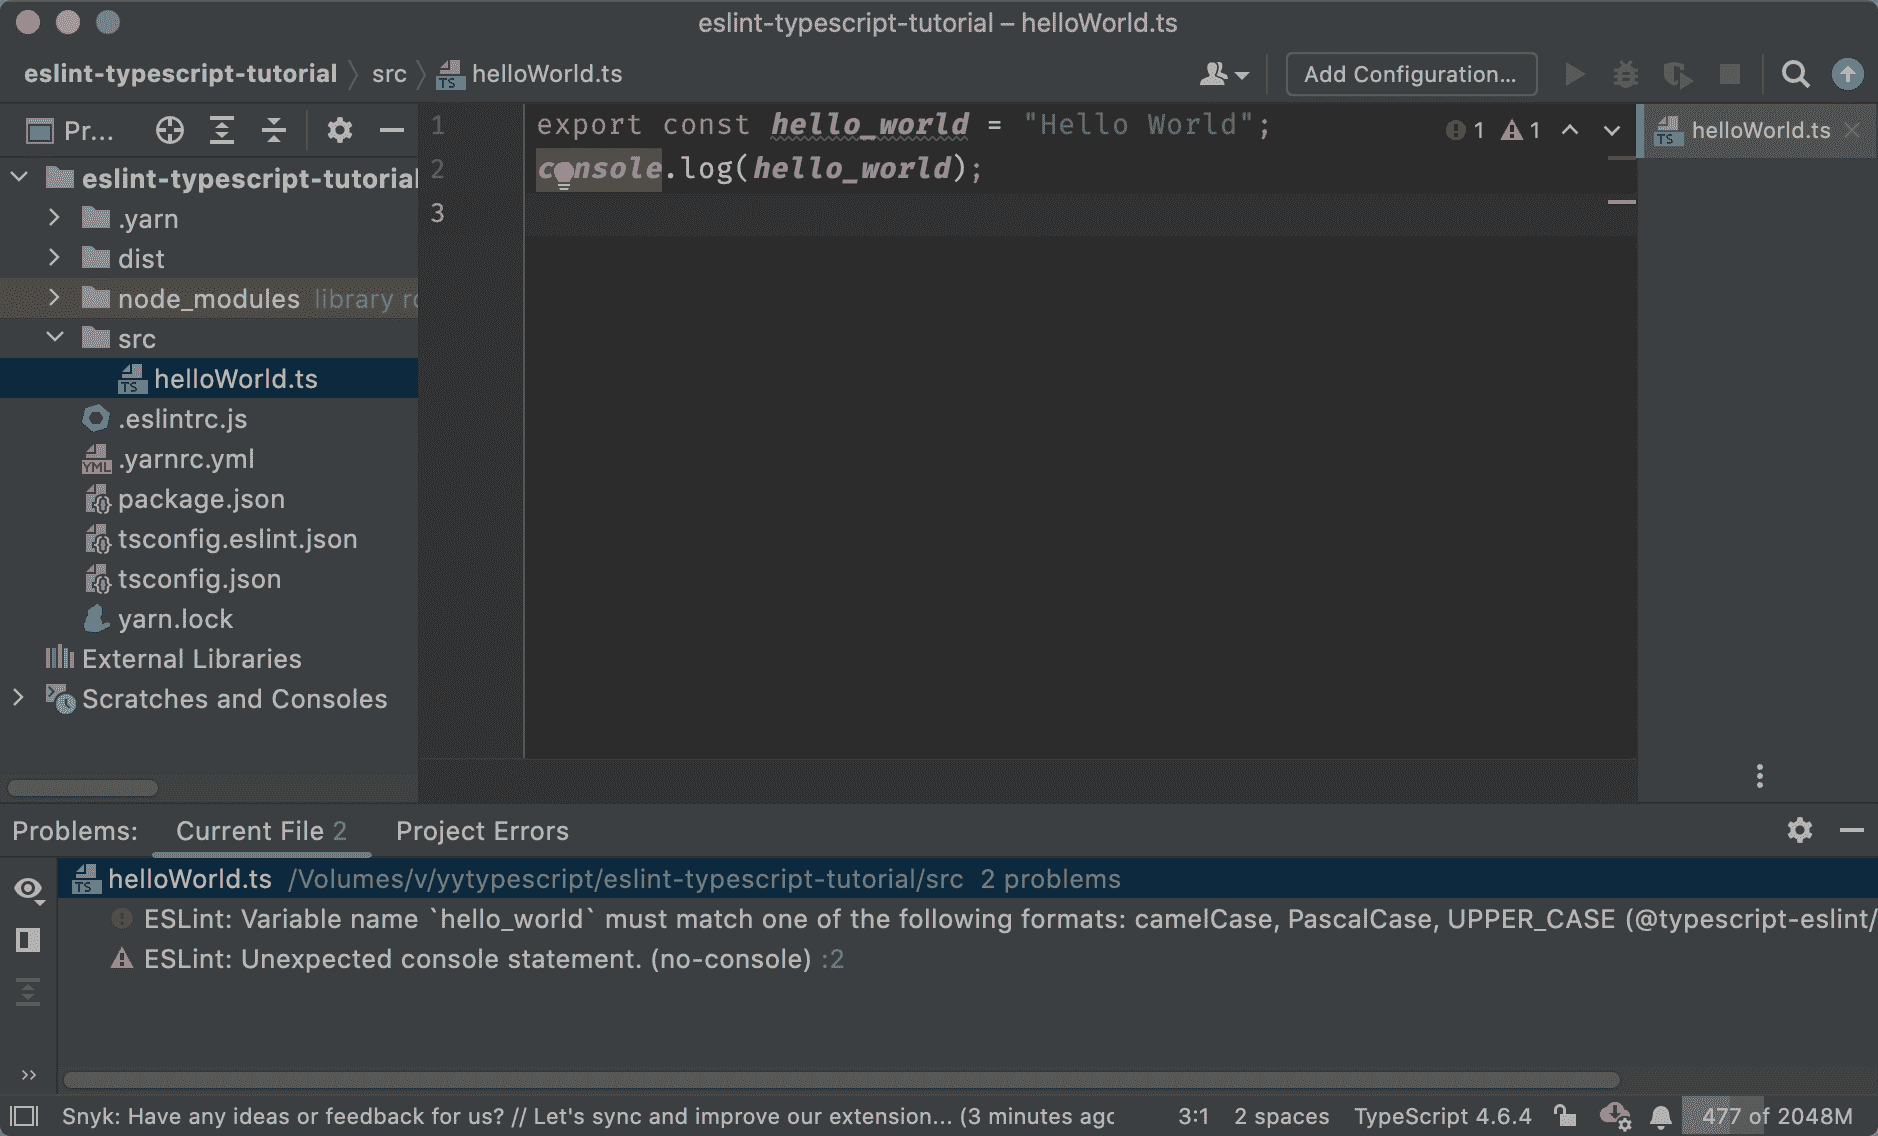 eslint-typescript-tutorial – helloWorld.ts
eslint-typescript-tutorial 〉 src 〉 helloWorld.ts
Add Configuration...
Pr...
1 export const hello_world = "Hello World";
2 console.log(hello_world);
3
1 1
helloWorld.ts
eslint-typescript-tutorial
.yarn
dist
node_modules library ro
src
helloWorld.ts
.eslintrc.js
.yarnrc.yml
package.json
tsconfig.eslint.json
tsconfig.json
yarn.lock
External Libraries
Scratches and Consoles
Problems: Current File 2 Project Errors
helloWorld.ts /Volumes/v/yytypescript/eslint-typescript-tutorial/src 2 problems
ESLint: Variable name `hello_world` must match one of the following formats: camelCase, PascalCase, UPPER_CASE (@typescript-eslint/
ESLint: Unexpected console statement. (no-console) :2
Snyk: Have any ideas or feedback for us? // Let's sync and improve our extension... (3 minutes ago
3:1 2 spaces TypeScript 4.6.4 477 of 2048M